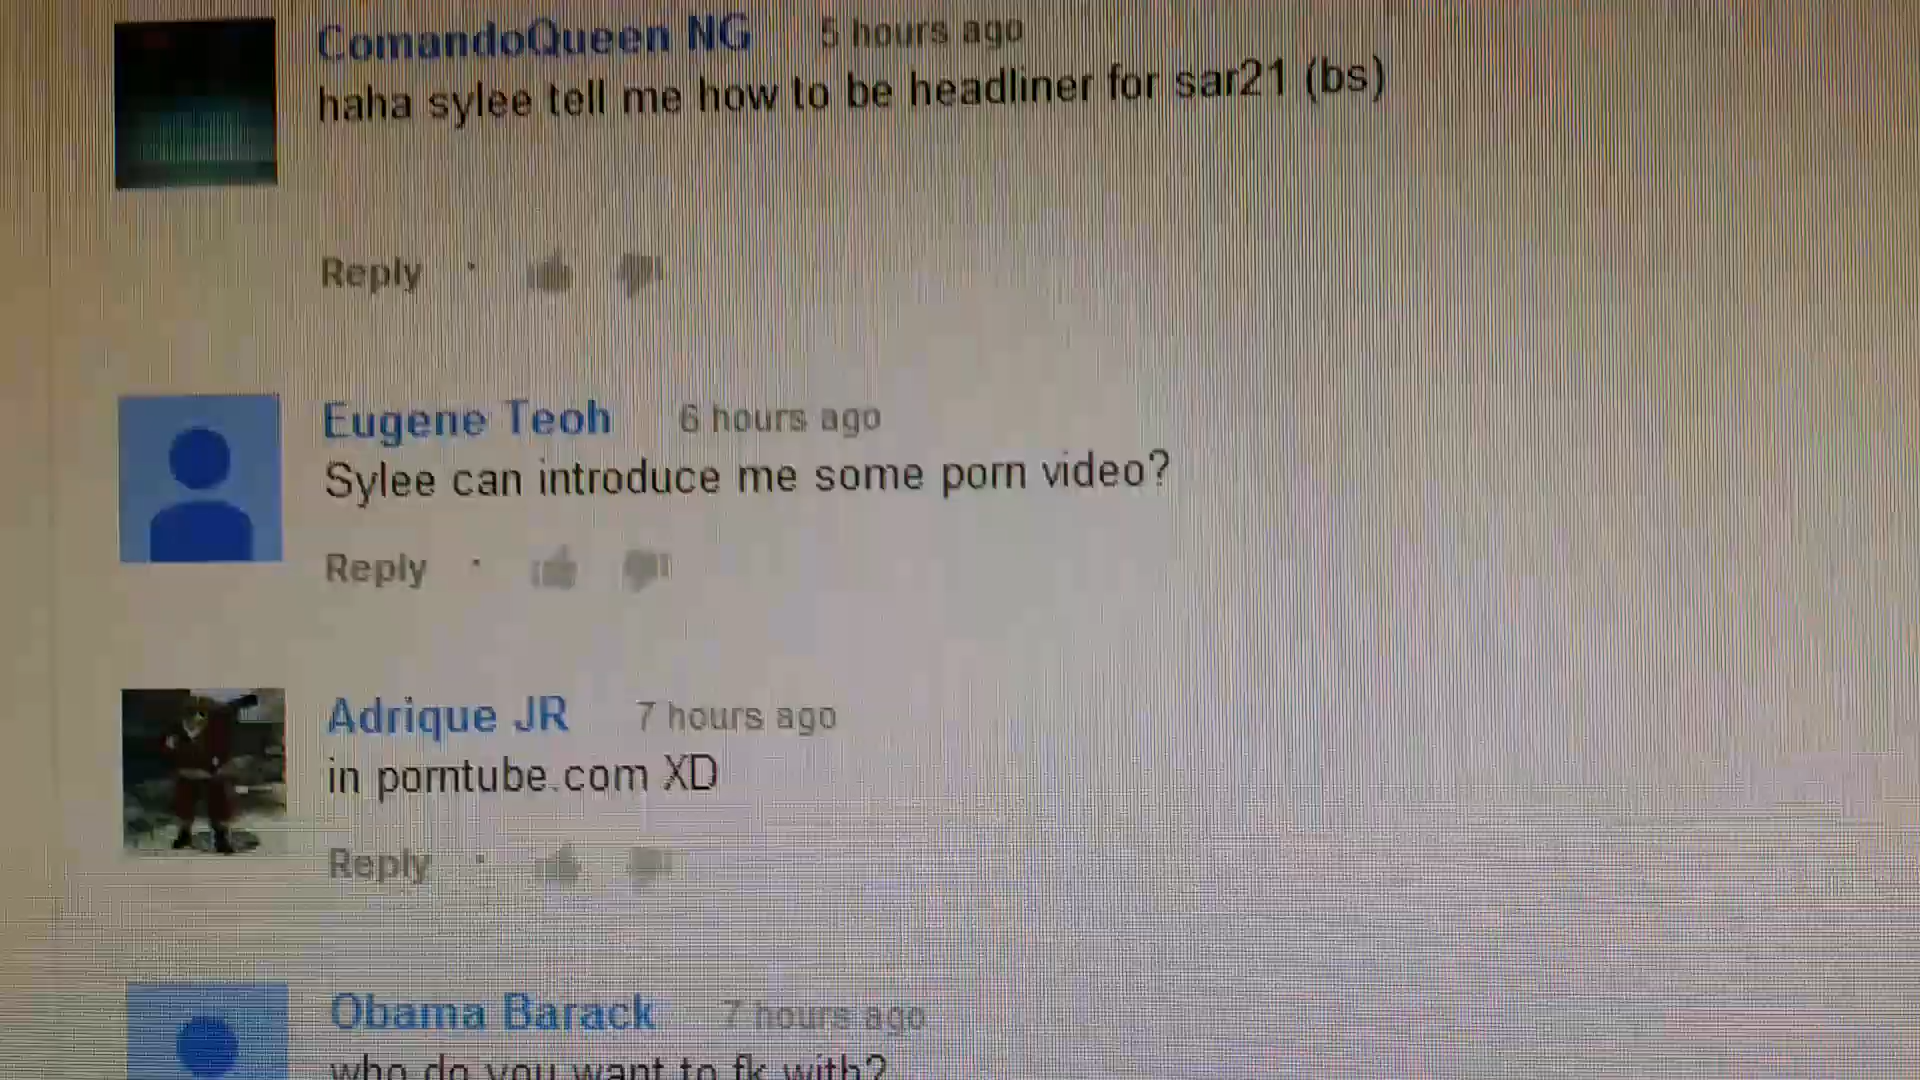 ComandoQueen NG 5 hours ago
haha sylee tell me how to be headliner for sar21 (bs)
Reply
Eugene Teoh 6 hours ago
Sylee can introduce me some porn video?
Reply
Adrique JR 7 hours ago
in porntube.com XD
Reply
Obama Barack 7 hours ago
who do you want to fk with?